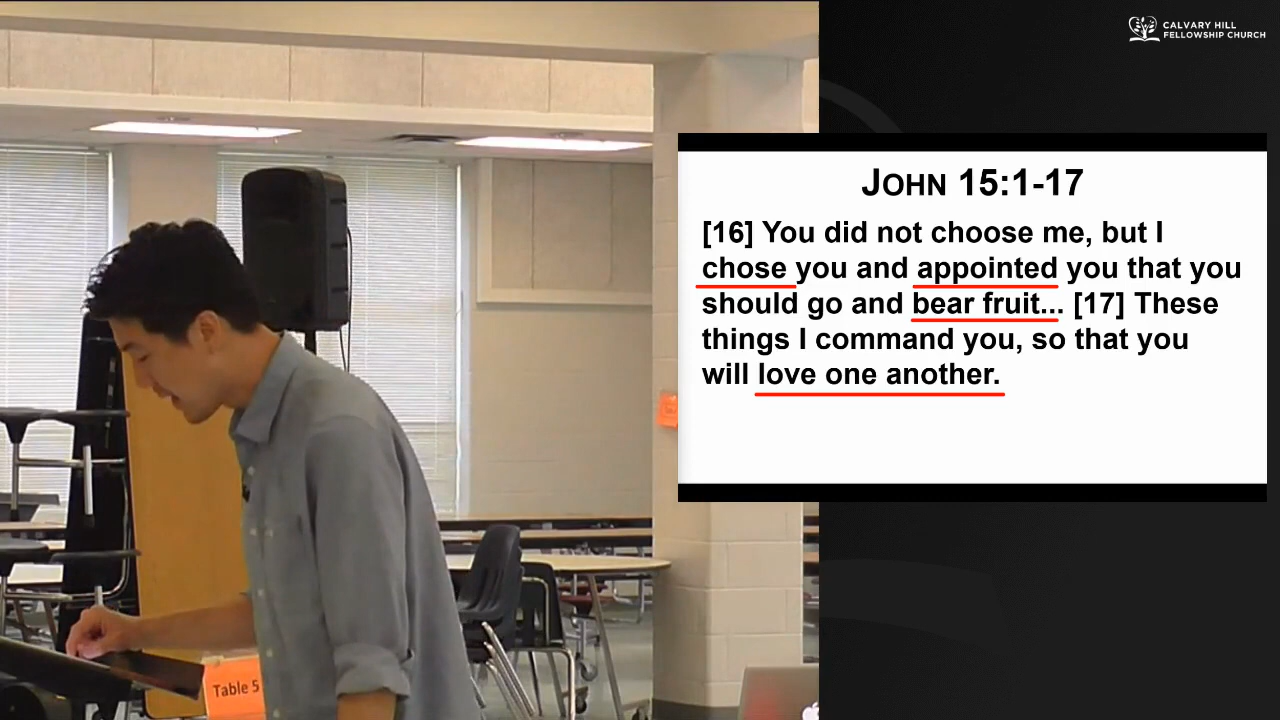 CALVARY HILL
FELLOWSHIP CHURCH
JOHN 15:1-17
[16] You did not choose me, but I
chose you and appointed you that you
should go and bear fruit... [17] These
things I command you, so that you
will love one another.
Table 5